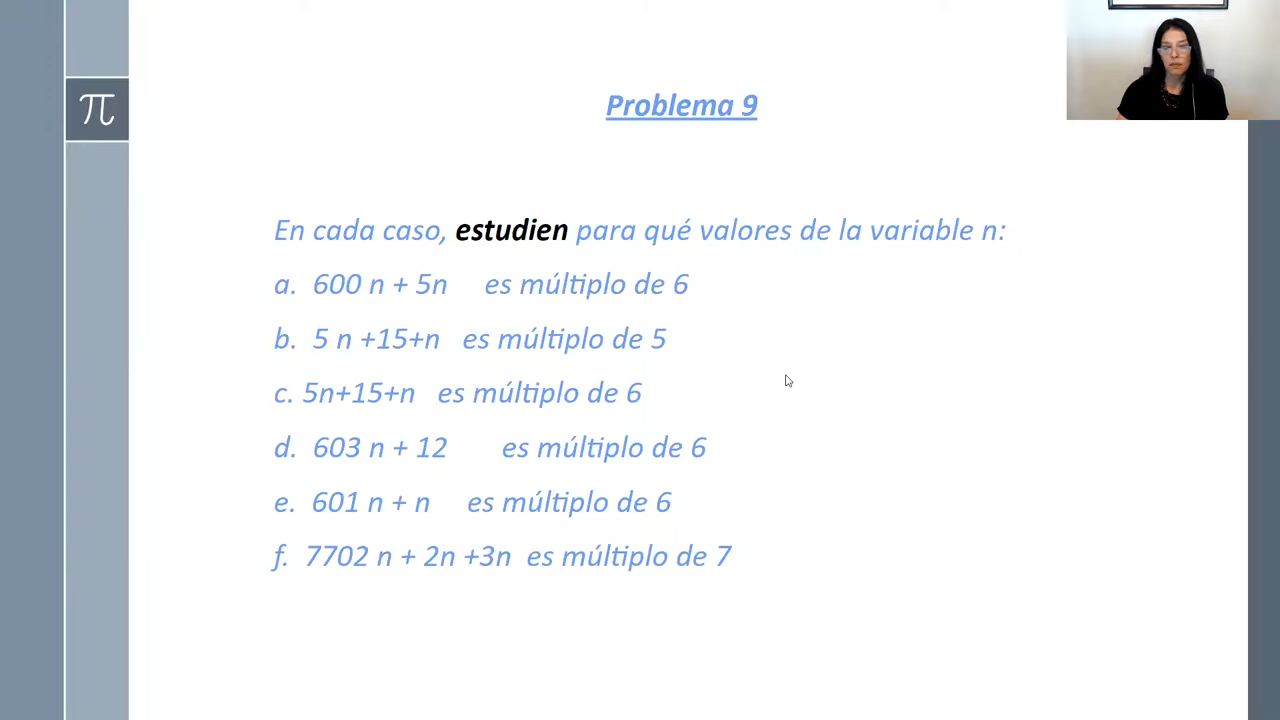 π
Problema 9
En cada caso, estudien para qué valores de la variable n:
a. 600 n + 5n es múltiplo de 6
b. 5 n +15+n es múltiplo de 5
c. 5n+15+n es múltiplo de 6
d. 603 n + 12 es múltiplo de 6
e. 601 n + n es múltiplo de 6
f. 7702 n + 2n +3n es múltiplo de 7